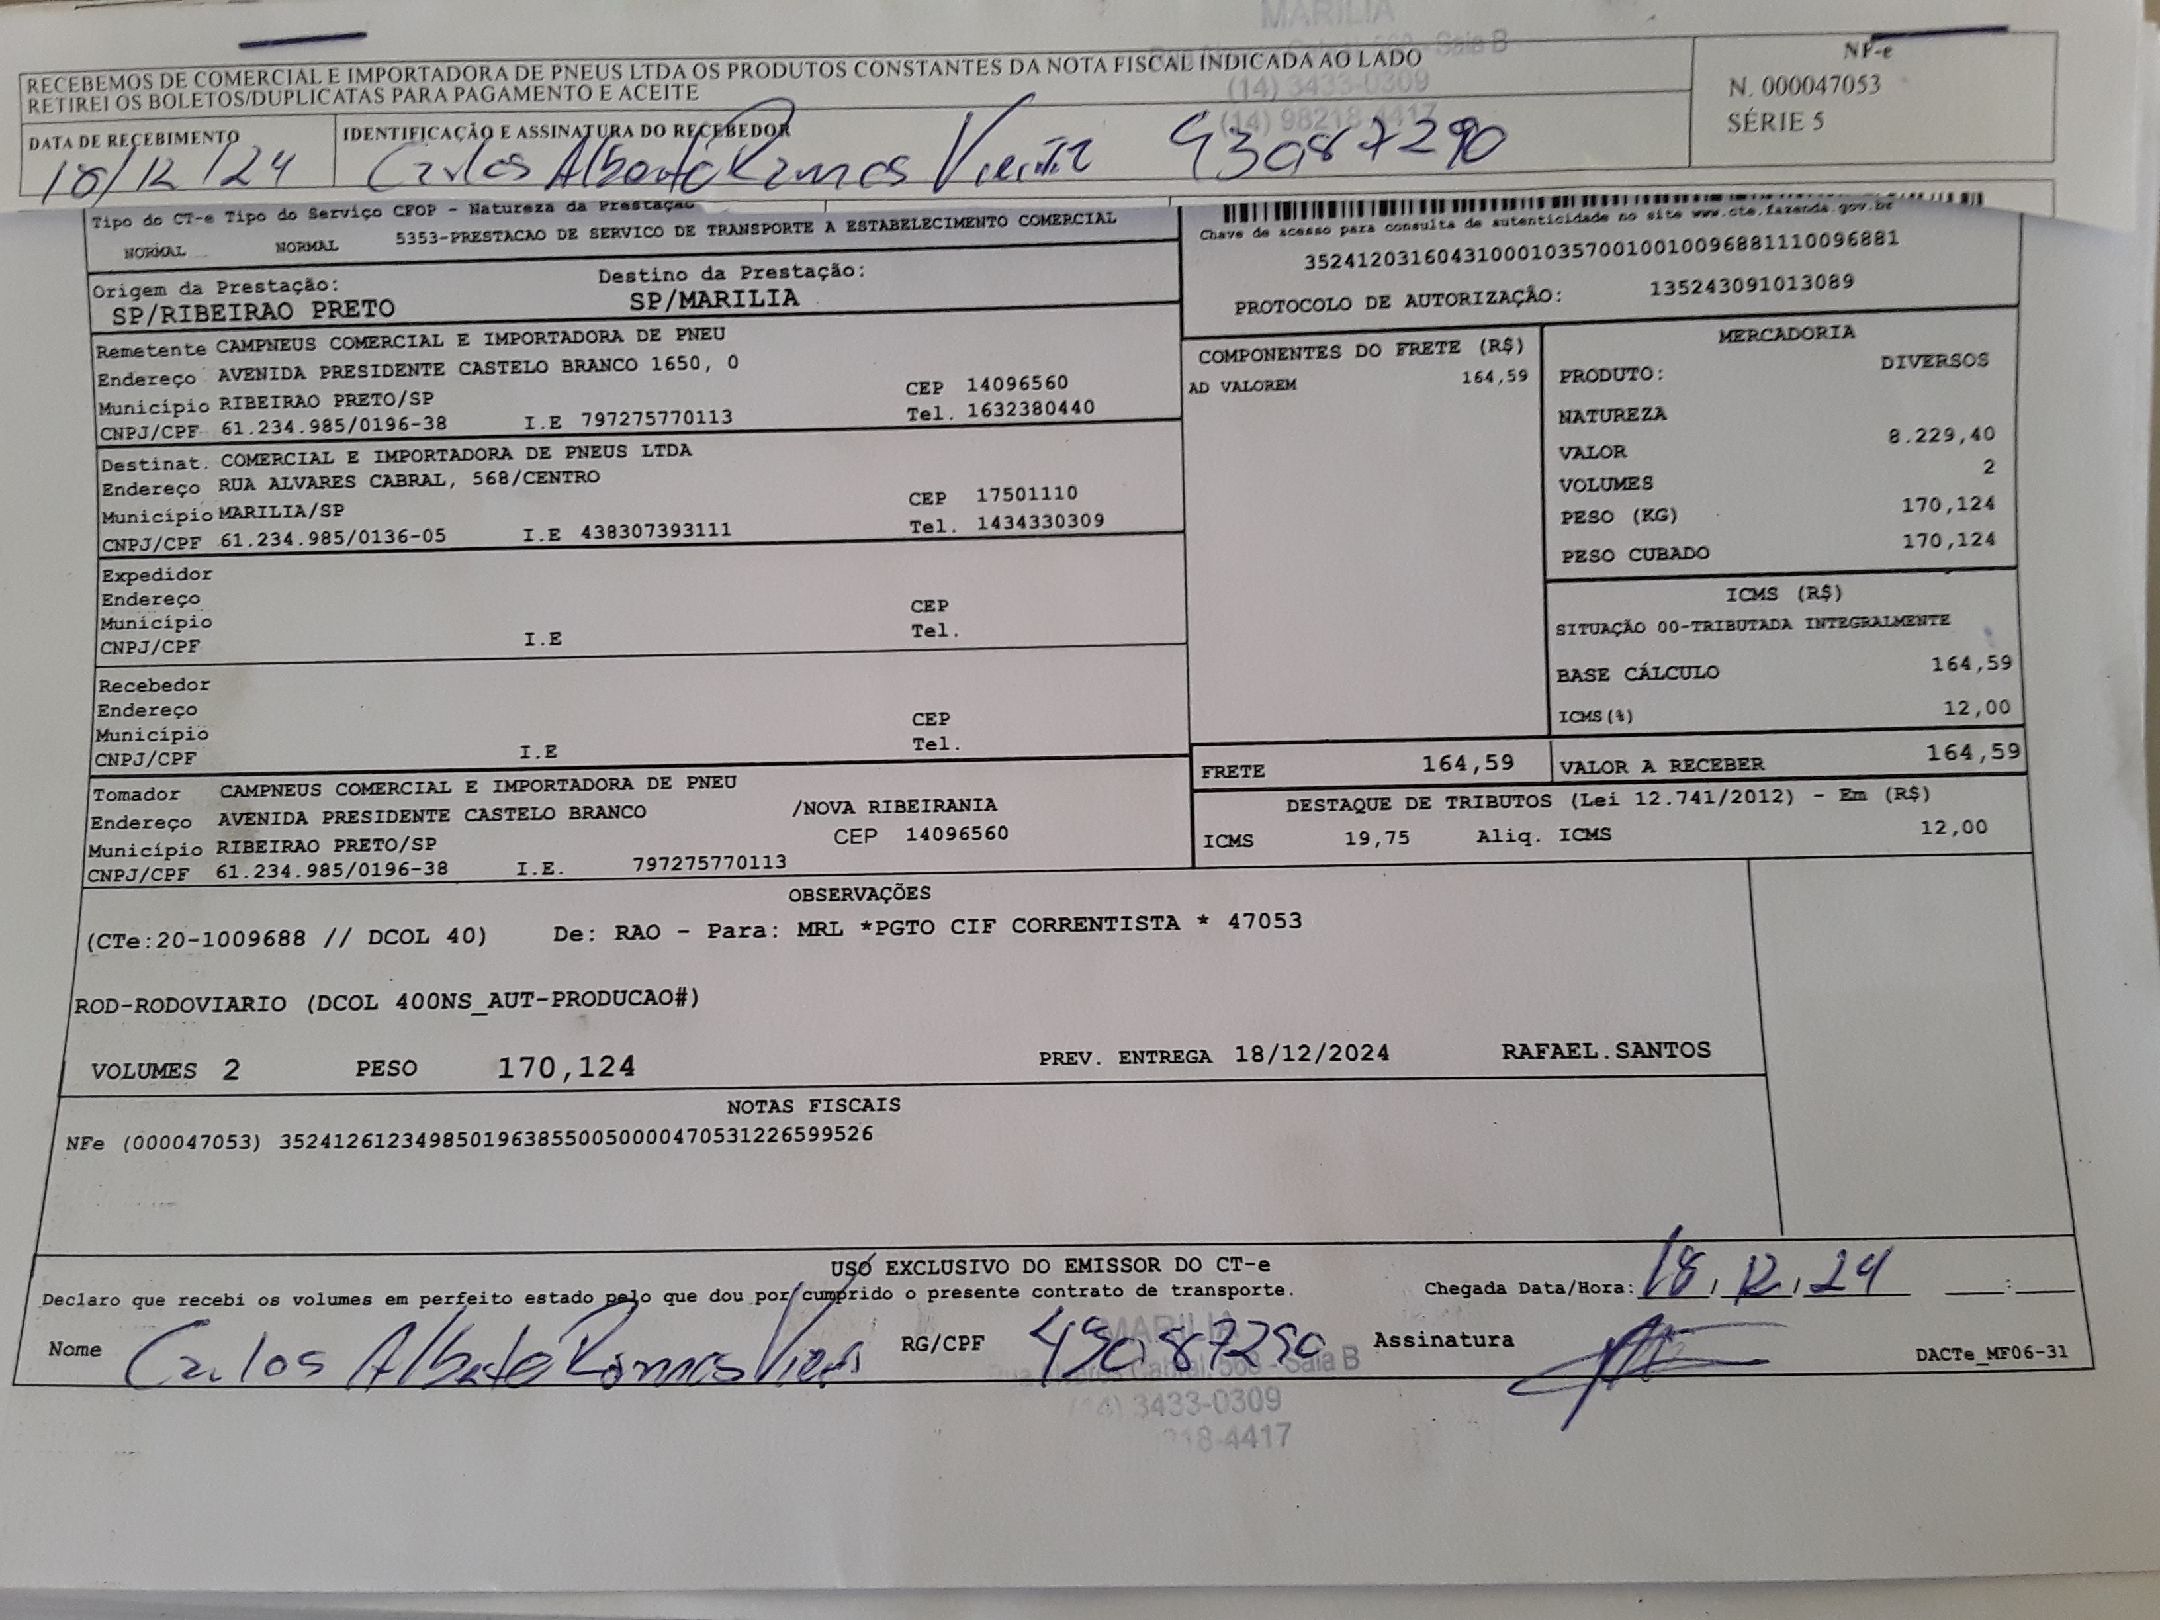 MARILIA
Sala B
(14) 3433-0309
(14) 98218-4417
RECEBEMOS DE COMERCIAL E IMPORTADORA DE PNEUS LTDA OS PRODUTOS CONSTANTES DA NOTA FISCAL INDICADA AO LADO
RETIREI OS BOLETOS/DUPLICATAS PARA PAGAMENTO E ACEITE
NF-e
N. 000047053
SÉRIE 5
DATA DE RECEBIMENTO
18/12/24
IDENTIFICAÇÃO E ASSINATURA DO RECEBEDOR
Carlos Alberto Ramos Vieira 43087290
Tipo do CT-e Tipo do Serviço CFOP - Natureza da Prestação
NORMAL NORMAL 5353-PRESTACAO DE SERVICO DE TRANSPORTE A ESTABELECIMENTO COMERCIAL
Chave de acesso para consulta de autenticidade no site www.cte.fazenda.gov.br
35241203160431000103570010010096881110096881
PROTOCOLO DE AUTORIZAÇÃO: 135243091013089
Origem da Prestação: Destino da Prestação:
SP/RIBEIRAO PRETO SP/MARILIA
Remetente CAMPNEUS COMERCIAL E IMPORTADORA DE PNEU
Endereço AVENIDA PRESIDENTE CASTELO BRANCO 1650, 0
Município RIBEIRAO PRETO/SP CEP 14096560
CNPJ/CPF 61.234.985/0196-38 I.E 797275770113 Tel. 1632380440
Destinat. COMERCIAL E IMPORTADORA DE PNEUS LTDA
Endereço RUA ALVARES CABRAL, 568/CENTRO
Município MARILIA/SP CEP 17501110
CNPJ/CPF 61.234.985/0136-05 I.E 438307393111 Tel. 1434330309
Expedidor
Endereço
Município CEP
CNPJ/CPF I.E Tel.
Recebedor
Endereço
Município CEP
CNPJ/CPF I.E Tel.
Tomador CAMPNEUS COMERCIAL E IMPORTADORA DE PNEU
Endereço AVENIDA PRESIDENTE CASTELO BRANCO /NOVA RIBEIRANIA
Município RIBEIRAO PRETO/SP CEP 14096560
CNPJ/CPF 61.234.985/0196-38 I.E. 797275770113
COMPONENTES DO FRETE (R$)
AD VALOREM 164,59
MERCADORIA
PRODUTO: DIVERSOS
NATUREZA
VALOR 8.229,40
VOLUMES 2
PESO (KG) 170,124
PESO CUBADO 170,124
ICMS (R$)
SITUAÇÃO 00-TRIBUTADA INTEGRALMENTE
BASE CÁLCULO 164,59
ICMS(%) 12,00
FRETE 164,59 VALOR A RECEBER 164,59
DESTAQUE DE TRIBUTOS (Lei 12.741/2012) - Em (R$)
ICMS 19,75 Aliq. ICMS 12,00
OBSERVAÇÕES
(CTe:20-1009688 // DCOL 40) De: RAO - Para: MRL *PGTO CIF CORRENTISTA * 47053
ROD-RODOVIARIO (DCOL 400NS_AUT-PRODUCAO#)
VOLUMES 2 PESO 170,124 PREV. ENTREGA 18/12/2024 RAFAEL.SANTOS
NOTAS FISCAIS
NFe (000047053) 35241261234985019638550050000470531226599526
USO EXCLUSIVO DO EMISSOR DO CT-e
Declaro que recebi os volumes em perfeito estado pelo que dou por cumprido o presente contrato de transporte. Chegada Data/Hora: 18, 12, 24 __:__
Nome Carlos Alberto Ramos Vieira RG/CPF 43087290 Assinatura
DACTe_MF06-31
MARILIA
Cabral, 568 - Sala B
(14) 3433-0309
218-4417